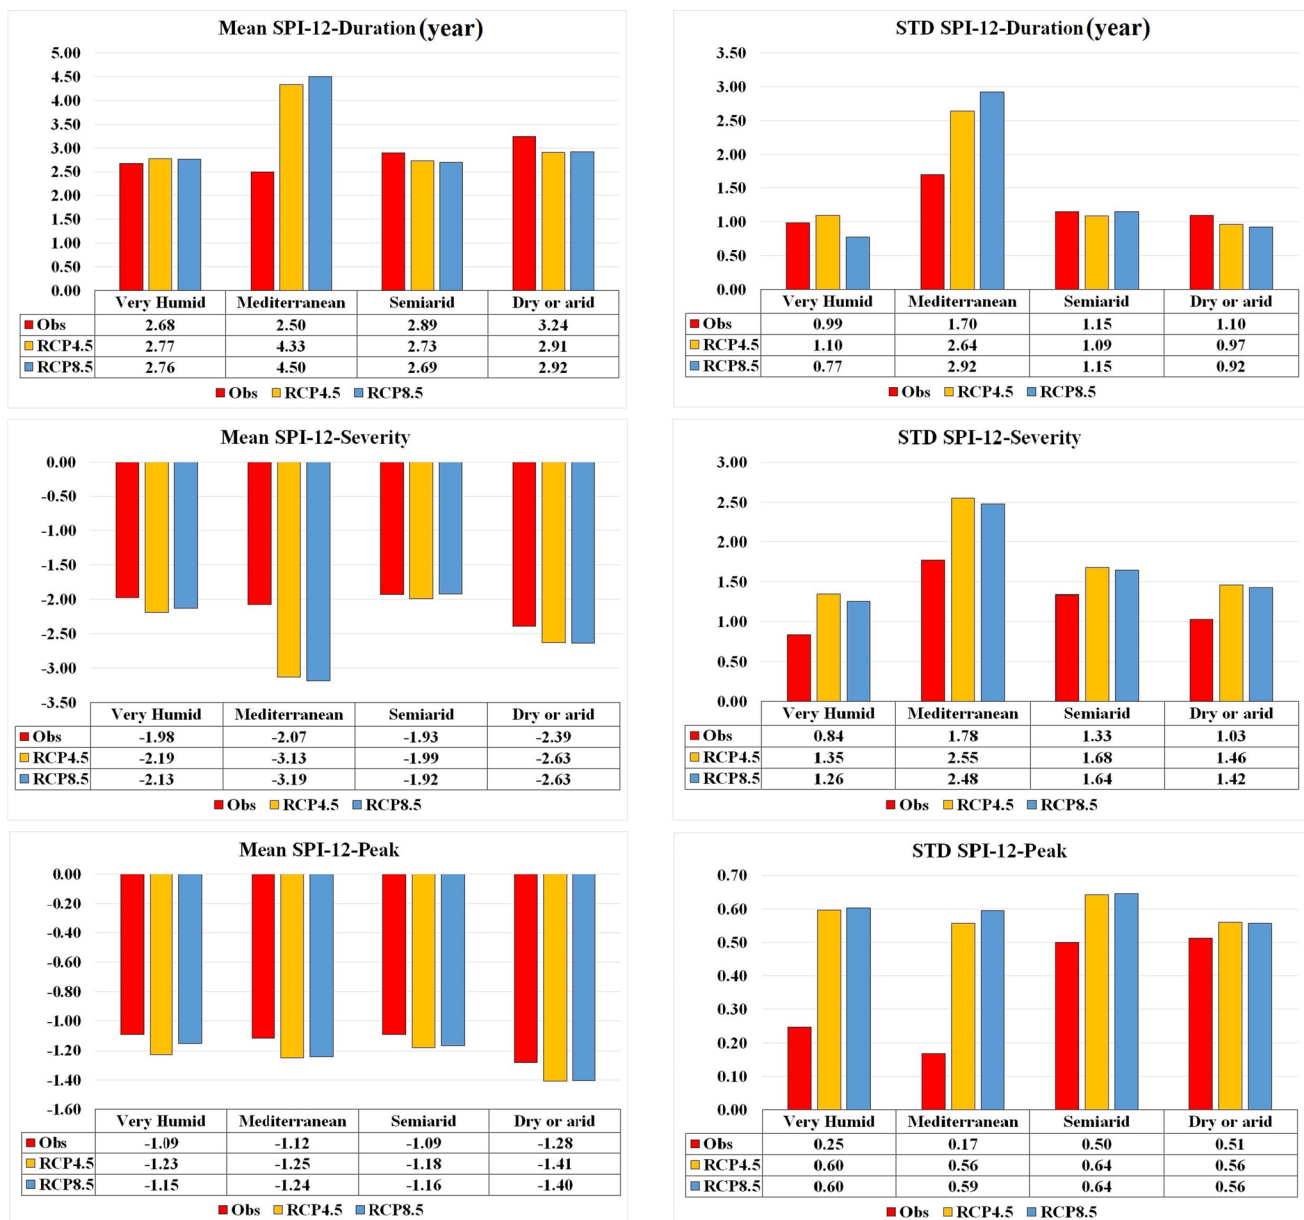 Mean SPI-12-Duration(year)
5.00
4.50
4.00
3.50
3.00
2.50
2.00
1.50
1.00
0.50
0.00
Very Humid Mediterranean Semiarid Dry or arid
Obs 2.68 2.50 2.89 3.24
RCP4.5 2.77 4.33 2.73 2.91
RCP8.5 2.76 4.50 2.69 2.92
Obs RCP4.5 RCP8.5
STD SPI-12-Duration(year)
3.50
3.00
2.50
2.00
1.50
1.00
0.50
0.00
Very Humid Mediterranean Semiarid Dry or arid
Obs 0.99 1.70 1.15 1.10
RCP4.5 1.10 2.64 1.09 0.97
RCP8.5 0.77 2.92 1.15 0.92
Obs RCP4.5 RCP8.5
Mean SPI-12-Severity
0.00
-0.50
-1.00
-1.50
-2.00
-2.50
-3.00
-3.50
Very Humid Mediterranean Semiarid Dry or arid
Obs -1.98 -2.07 -1.93 -2.39
RCP4.5 -2.19 -3.13 -1.99 -2.63
RCP8.5 -2.13 -3.19 -1.92 -2.63
Obs RCP4.5 RCP8.5
STD SPI-12-Severity
3.00
2.50
2.00
1.50
1.00
0.50
0.00
Very Humid Mediterranean Semiarid Dry or arid
Obs 0.84 1.78 1.33 1.03
RCP4.5 1.35 2.55 1.68 1.46
RCP8.5 1.26 2.48 1.64 1.42
Obs RCP4.5 RCP8.5
Mean SPI-12-Peak
0.00
-0.20
-0.40
-0.60
-0.80
-1.00
-1.20
-1.40
-1.60
Very Humid Mediterranean Semiarid Dry or arid
Obs -1.09 -1.12 -1.09 -1.28
RCP4.5 -1.23 -1.25 -1.18 -1.41
RCP8.5 -1.15 -1.24 -1.16 -1.40
Obs RCP4.5 RCP8.5
STD SPI-12-Peak
0.70
0.60
0.50
0.40
0.30
0.20
0.10
0.00
Very Humid Mediterranean Semiarid Dry or arid
Obs 0.25 0.17 0.50 0.51
RCP4.5 0.60 0.56 0.64 0.56
RCP8.5 0.60 0.59 0.64 0.56
Obs RCP4.5 RCP8.5